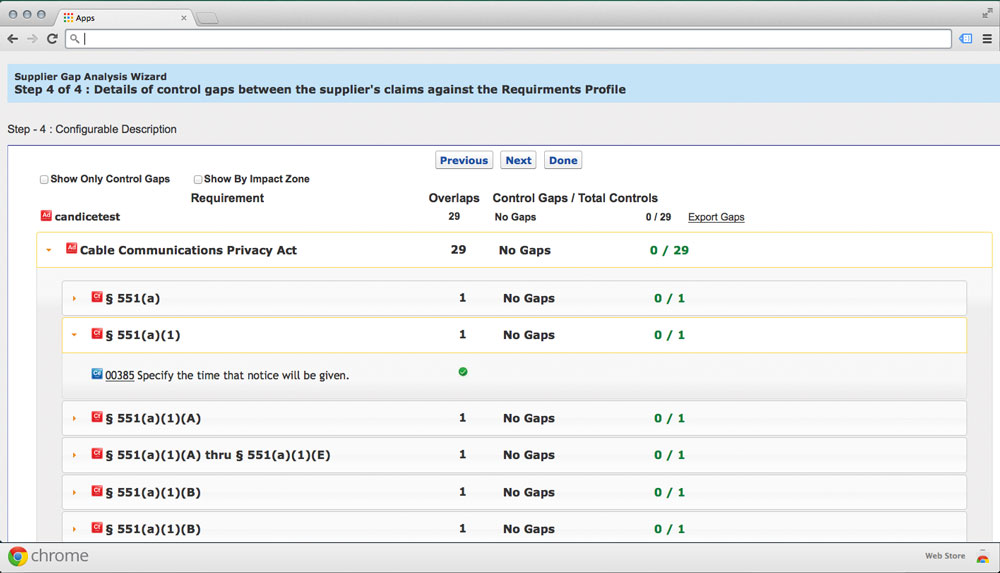 Apps
Supplier Gap Analysis Wizard
Step 4 of 4 : Details of control gaps between the supplier's claims against the Requirments Profile
Step - 4 : Configurable Description
Previous Next Done
Show Only Control Gaps Show By Impact Zone
Requirement Overlaps Control Gaps / Total Controls
Ad candicetest 29 No Gaps 0 / 29 Export Gaps
Ad Cable Communications Privacy Act 29 No Gaps 0 / 29
§ 551(a) 1 No Gaps 0 / 1
§ 551(a)(1) 1 No Gaps 0 / 1
00385 Specify the time that notice will be given.
§ 551(a)(1)(A) 1 No Gaps 0 / 1
§ 551(a)(1)(A) thru § 551(a)(1)(E) 1 No Gaps 0 / 1
§ 551(a)(1)(B) 1 No Gaps 0 / 1
§ 551(a)(1)(B) 1 No Gaps 0 / 1
chrome Web Store